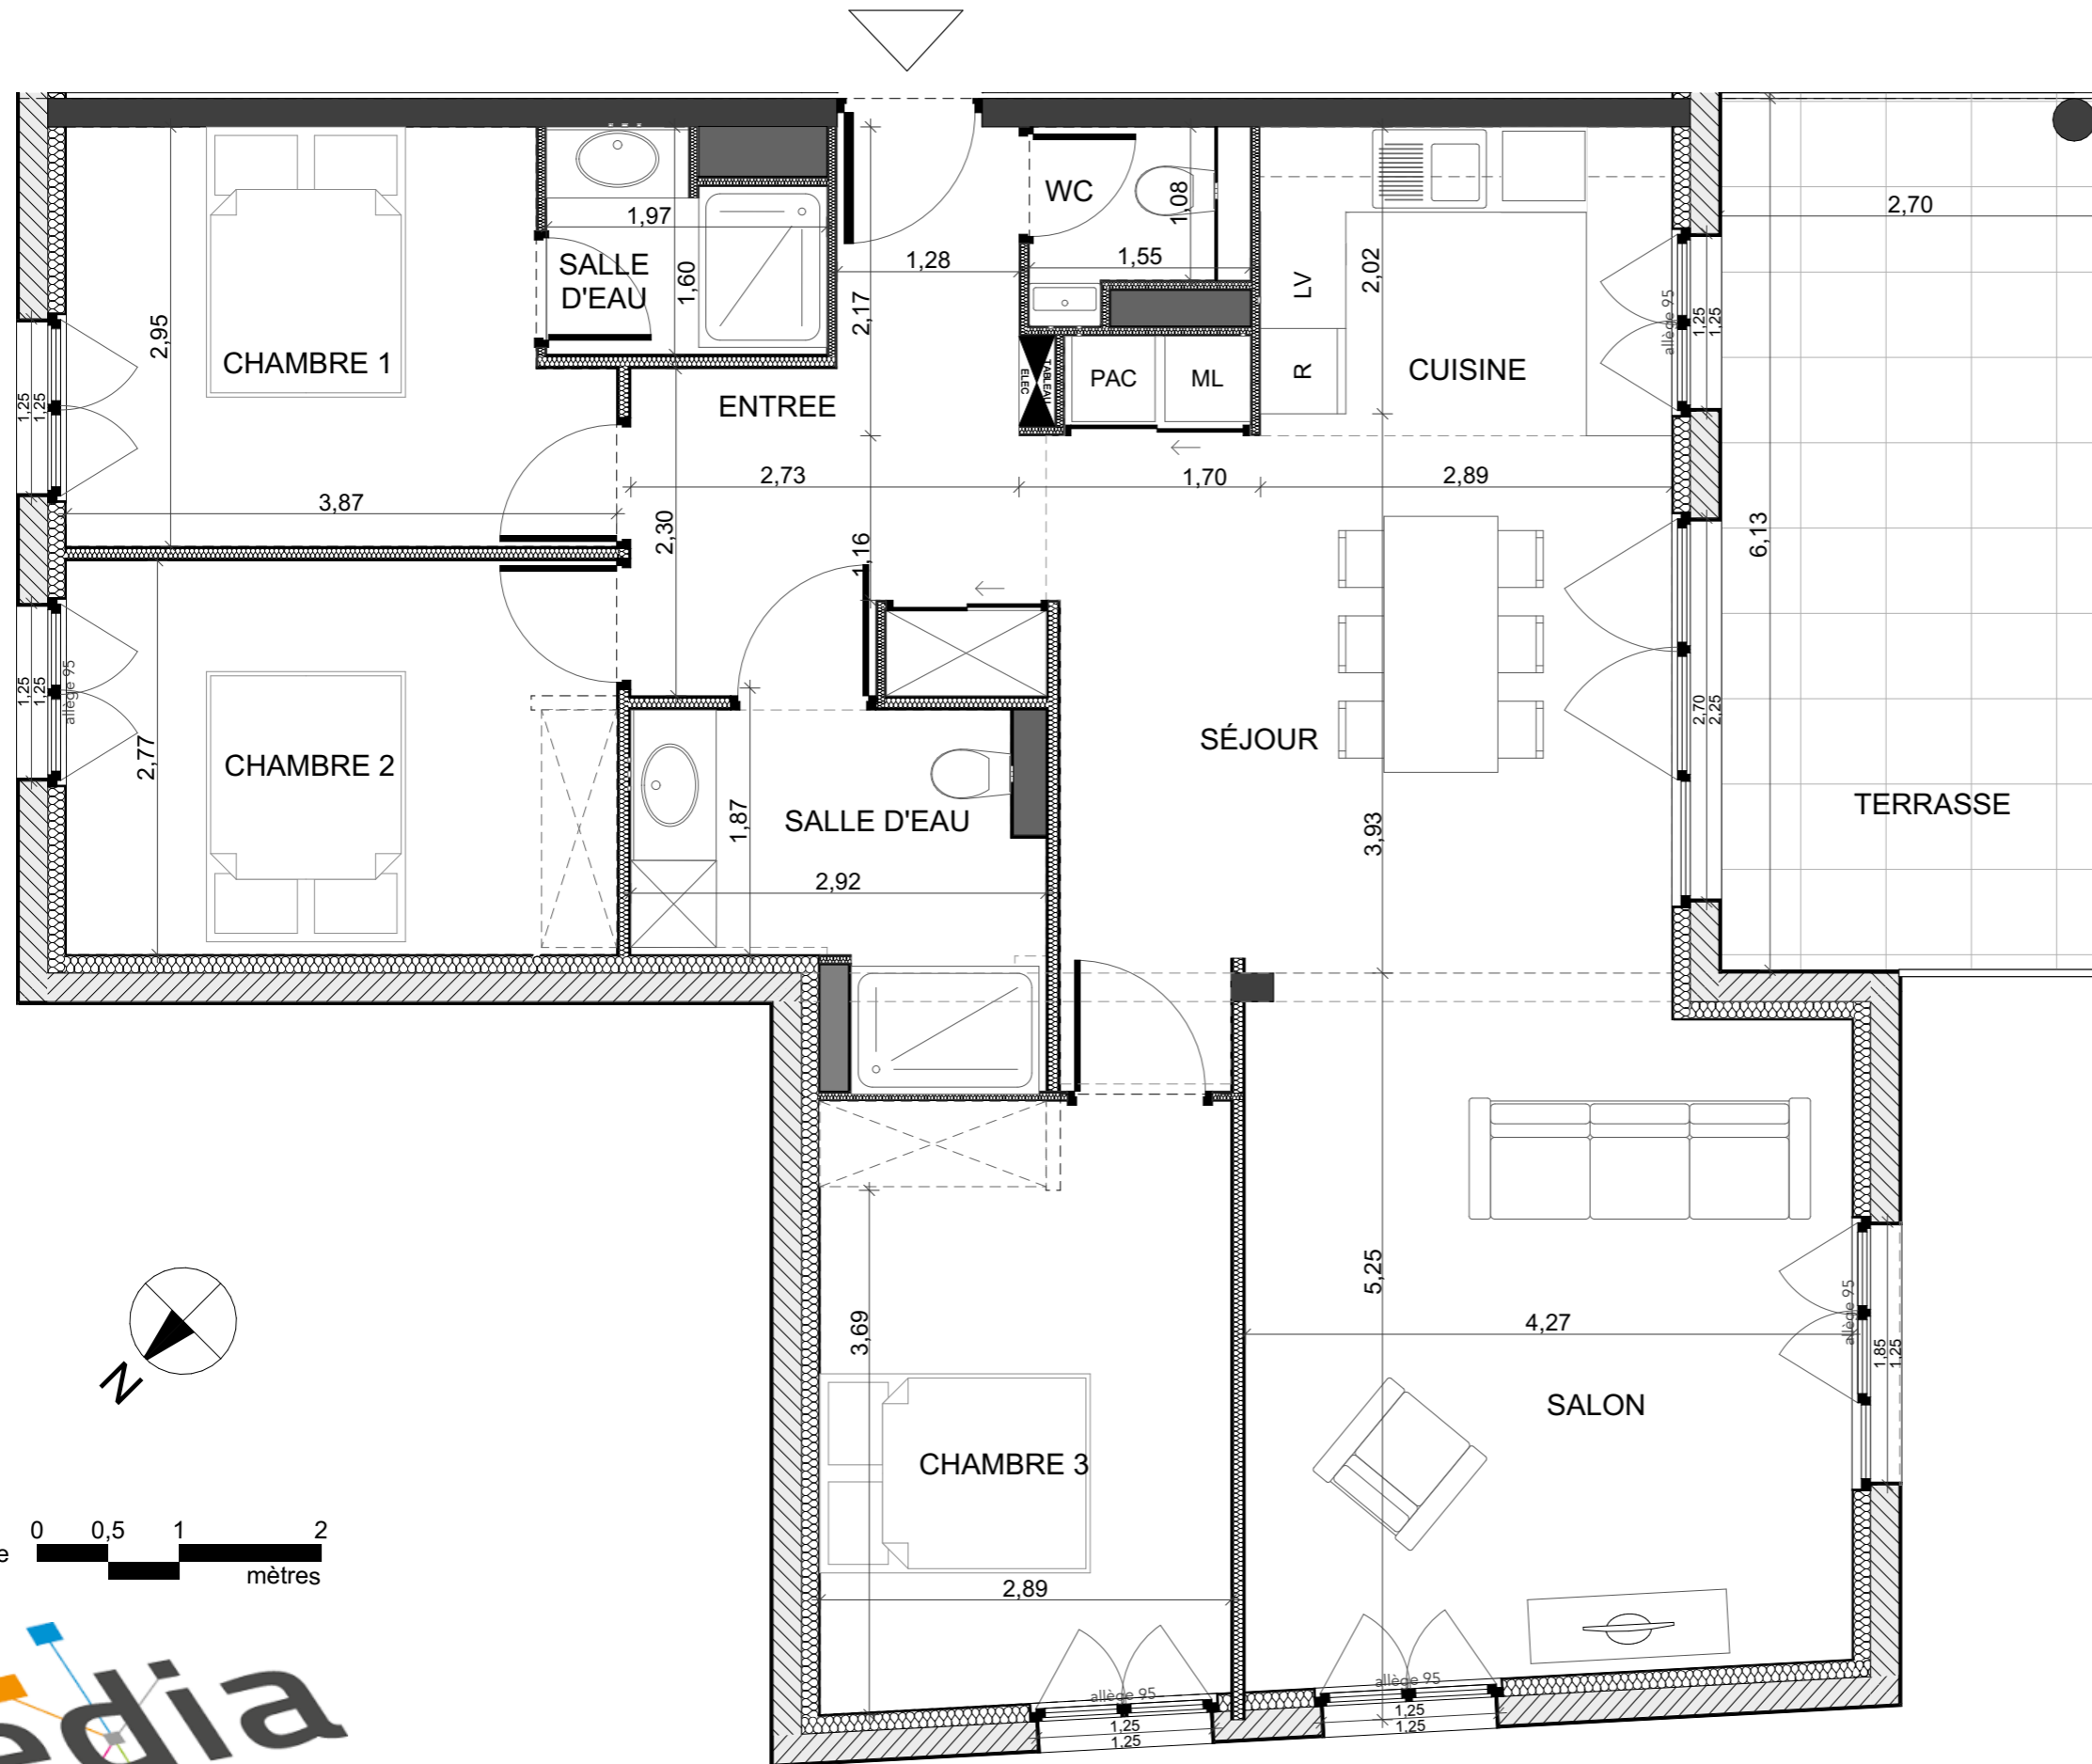 WC
1,08
2,70
1,97
SALLE
D'EAU
1,60
1,28
1,55
2,17
2,02
LV
allège 95
1,25
1,25
2,95
CHAMBRE 1
1,25
1,25
TABLEAU
ELEC
PAC
ML
R
CUISINE
ENTREE
2,73
1,70
2,89
3,87
2,30
1,16
6,13
allège 95
1,25
1,25
2,77
CHAMBRE 2
SÉJOUR
2,70
2,25
SALLE D'EAU
1,87
3,93
TERRASSE
2,92
5,25
3,69
4,27
allège 95
1,85
1,25
N
SALON
CHAMBRE 3
0 0,5 1 2
e
mètres
2,89
allège 95
1,25
1,25
allège 95
1,25
1,25
edia